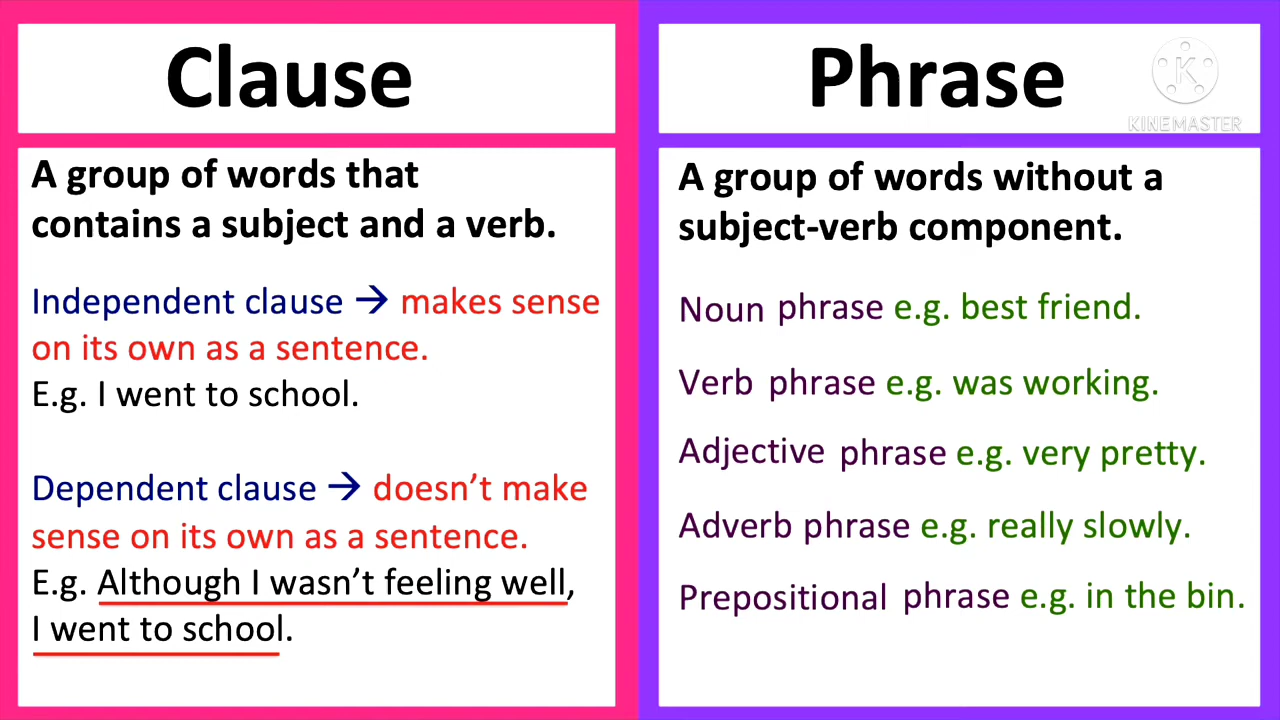 Clause
A group of words that
contains a subject and a verb.
Independent clause → makes sense
on its own as a sentence.
E.g. I went to school.
Dependent clause → doesn’t make
sense on its own as a sentence.
E.g. Although I wasn’t feeling well,
I went to school.
Phrase
K
KINEMASTER
A group of words without a
subject-verb component.
Noun phrase e.g. best friend.
Verb phrase e.g. was working.
Adjective phrase e.g. very pretty.
Adverb phrase e.g. really slowly.
Prepositional phrase e.g. in the bin.